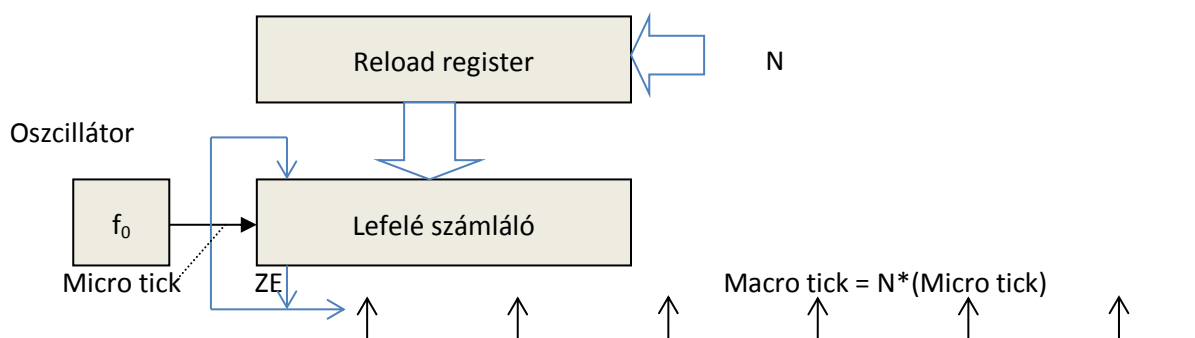 Reload register
N
Oszcillátor
f₀
Lefelé számláló
Micro tick
ZE
Macro tick = N*(Micro tick)